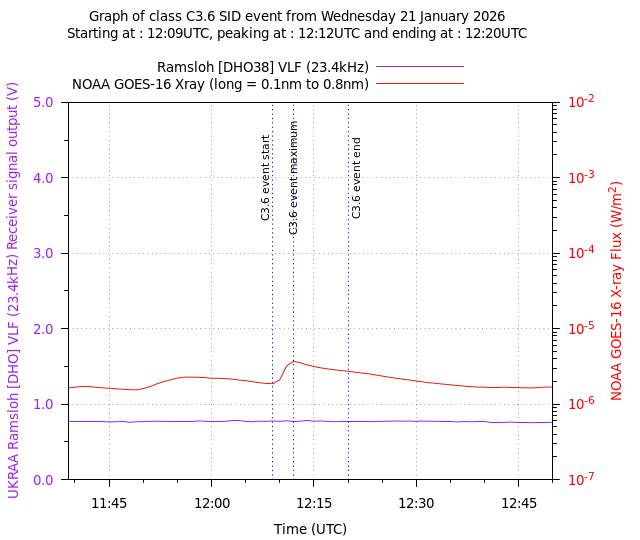 Graph of class C3.6 SID event from Wednesday 21 January 2026
Starting at : 12:09UTC, peaking at : 12:12UTC and ending at : 12:20UTC
Ramsloh [DHO38] VLF (23.4kHz)
NOAA GOES-16 Xray (long = 0.1nm to 0.8nm)
UKRAA Ramsloh [DHO] VLF (23.4kHz) Receiver signal output (V)
5.0
4.0
3.0
2.0
1.0
0.0
C3.6 event start
C3.6 event maximum
C3.6 event end
10-2
10-3
10-4
10-5
10-6
10-7
NOAA GOES-16 X-ray Flux (W/m2)
11:45
12:00
12:15
12:30
12:45
Time (UTC)